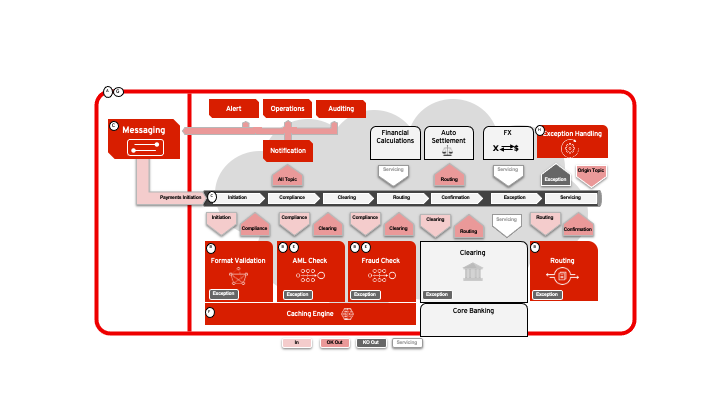 A G
Alert
Operations
Auditing
C
Messaging
Notification
Financial
Calculations
Auto
Settlement
FX
X $
H
Exception Handling
All Topic
Servicing
Routing
Servicing
Exception
Origin Topic
Payments Initiation
Initiation
Compliance
Clearing
Routing
Confirmation
Exception
Servicing
Initiation
Compliance
Compliance
Clearing
Compliance
Clearing
Clearing
Routing
Servicing
Routing
Confirmation
Format Validation
Exception
E
AML Check
Exception
E
Fraud Check
Exception
Clearing
Exception
Routing
Exception
F
Caching Engine
Core Banking
In
OK Out
KO Out
Servicing